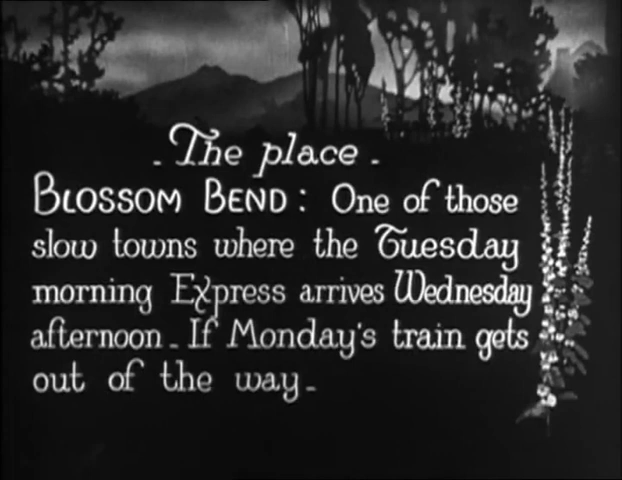 - The place -
BLOSSOM BEND: One of those
slow towns where the Tuesday
morning Express arrives Wednesday
afternoon - If Monday's train gets
out of the way -